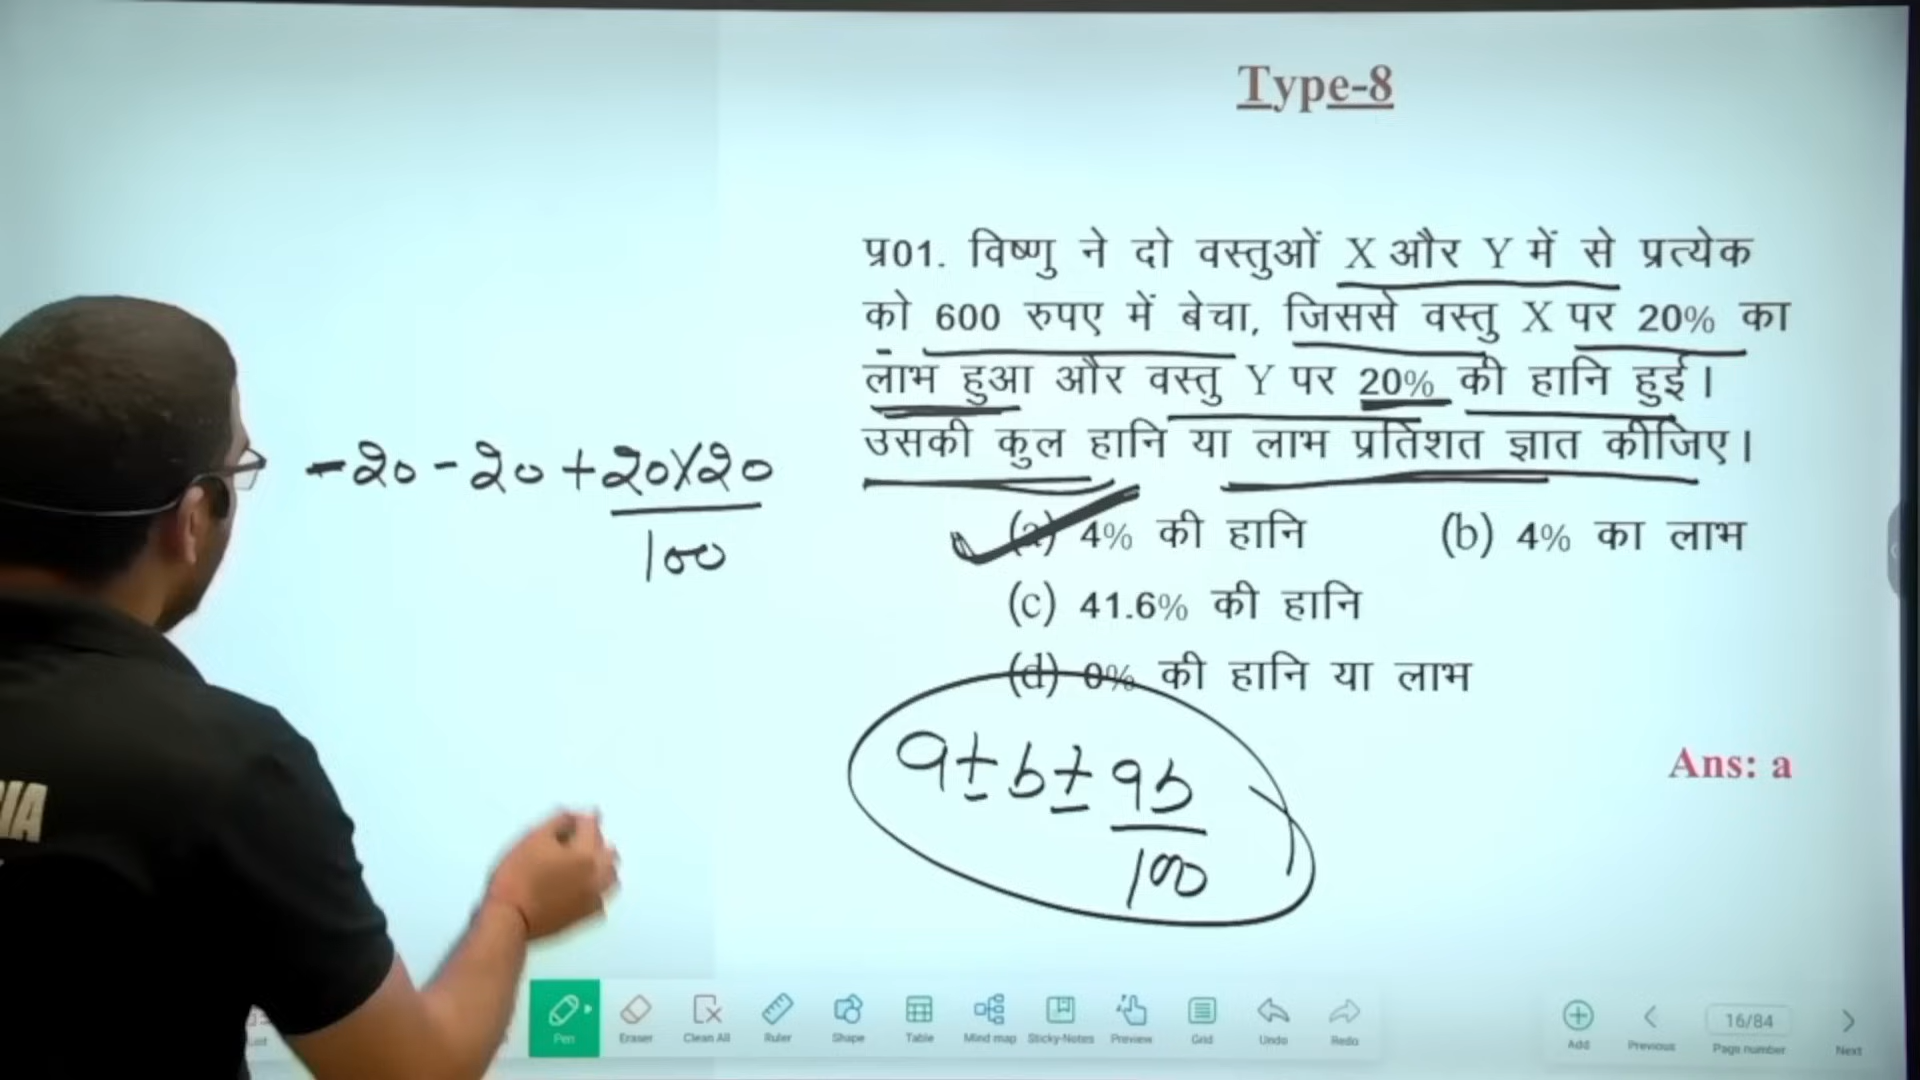 Type-8
प्र01. विष्णु ने दो वस्तुओं X और Y में से प्रत्येक
को 600 रुपए में बेचा, जिससे वस्तु X पर 20% का
लाभ हुआ और वस्तु Y पर 20% की हानि हुई।
उसकी कुल हानि या लाभ प्रतिशत ज्ञात कीजिए।
(a) 4% की हानि (b) 4% का लाभ
(c) 41.6% की हानि
(d) 0% की हानि या लाभ
Ans: a
-20-20+20×20
100
a±b±ab
100
IA
Pen Eraser Clean All Ruler Shape Table Mind map Sticky-Notes Preview Grid Undo Redo
Add Previous 16/84 Page number Next